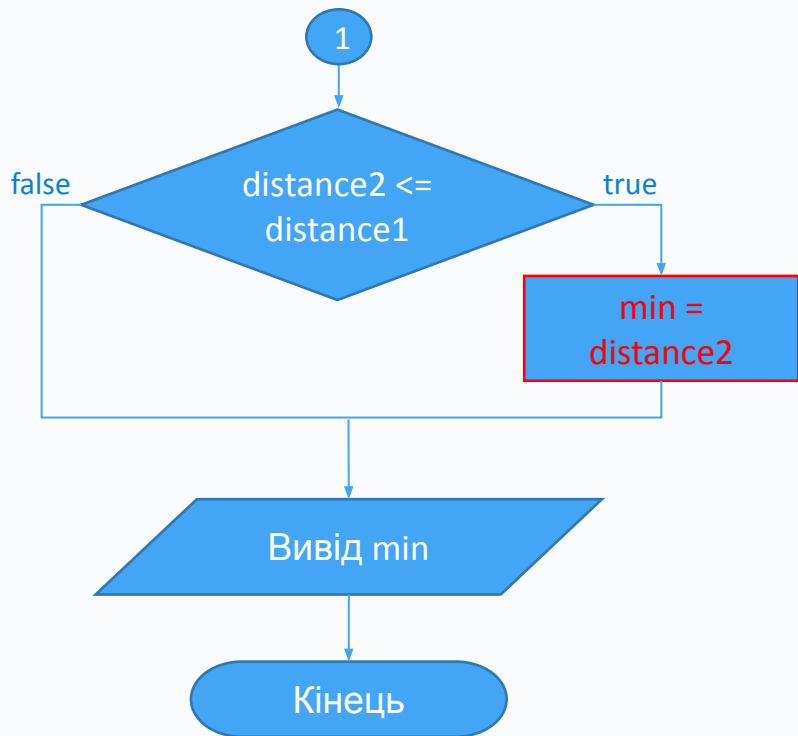 1
distance2 <=
distance1
false
true
min =
distance2
Вивід min
Кінець